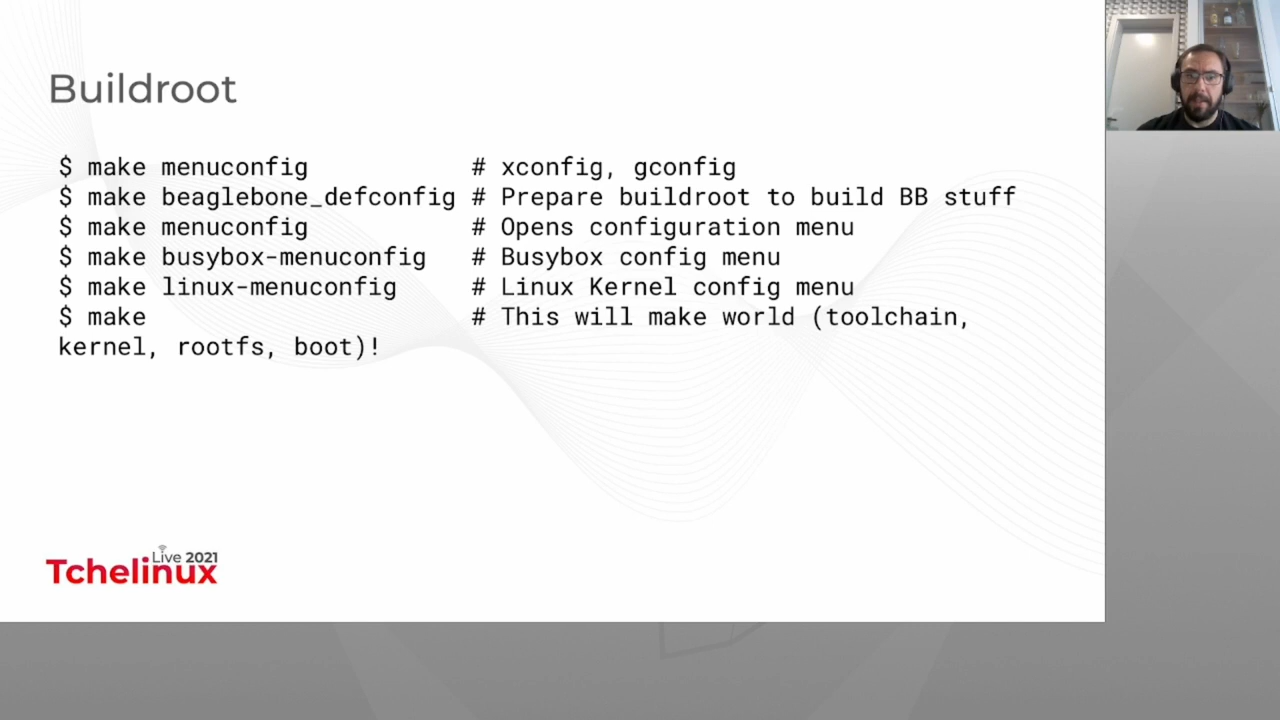 Buildroot
$ make menuconfig # xconfig, gconfig
$ make beaglebone_defconfig # Prepare buildroot to build BB stuff
$ make menuconfig # Opens configuration menu
$ make busybox-menuconfig # Busybox config menu
$ make linux-menuconfig # Linux Kernel config menu
$ make # This will make world (toolchain,
kernel, rootfs, boot)!
Live 2021
Tchelinux